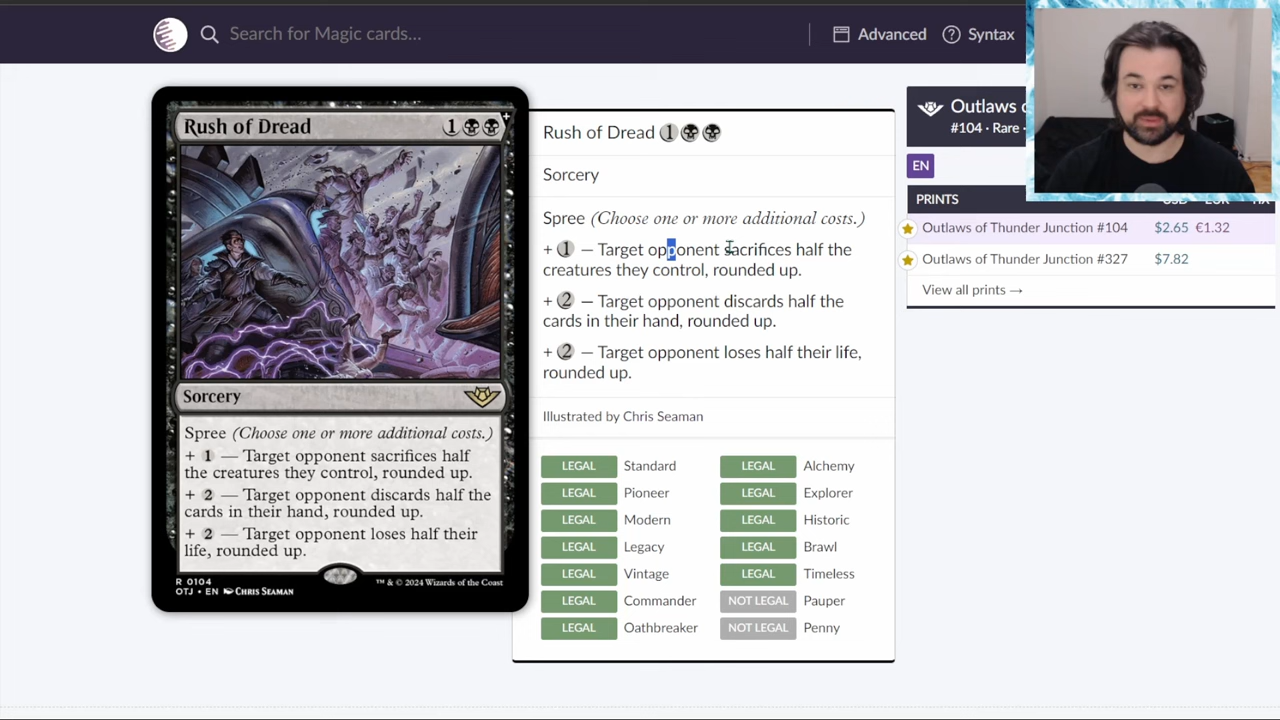 Search for Magic cards...
Advanced
Syntax
Rush of Dread 1
Rush of Dread 1
Sorcery
Spree (Choose one or more additional costs.)
+ 1 — Target opponent sacrifices half the
creatures they control, rounded up.
+ 2 — Target opponent discards half the
cards in their hand, rounded up.
+ 2 — Target opponent loses half their life,
rounded up.
Illustrated by Chris Seaman
LEGAL Standard LEGAL Alchemy
LEGAL Pioneer LEGAL Explorer
LEGAL Modern LEGAL Historic
LEGAL Legacy LEGAL Brawl
LEGAL Vintage LEGAL Timeless
LEGAL Commander NOT LEGAL Pauper
LEGAL Oathbreaker NOT LEGAL Penny
Sorcery
Spree (Choose one or more additional costs.)
+ 1 — Target opponent sacrifices half
the creatures they control, rounded up.
+ 2 — Target opponent discards half the
cards in their hand, rounded up.
+ 2 — Target opponent loses half their
life, rounded up.
R 0104
OTJ • EN CHRIS SEAMAN
™ & © 2024 Wizards of the Coast
Outlaws
#104 · Rare ·
EN
PRINTS
Outlaws of Thunder Junction #104 $2.65 €1.32
Outlaws of Thunder Junction #327 $7.82
View all prints →